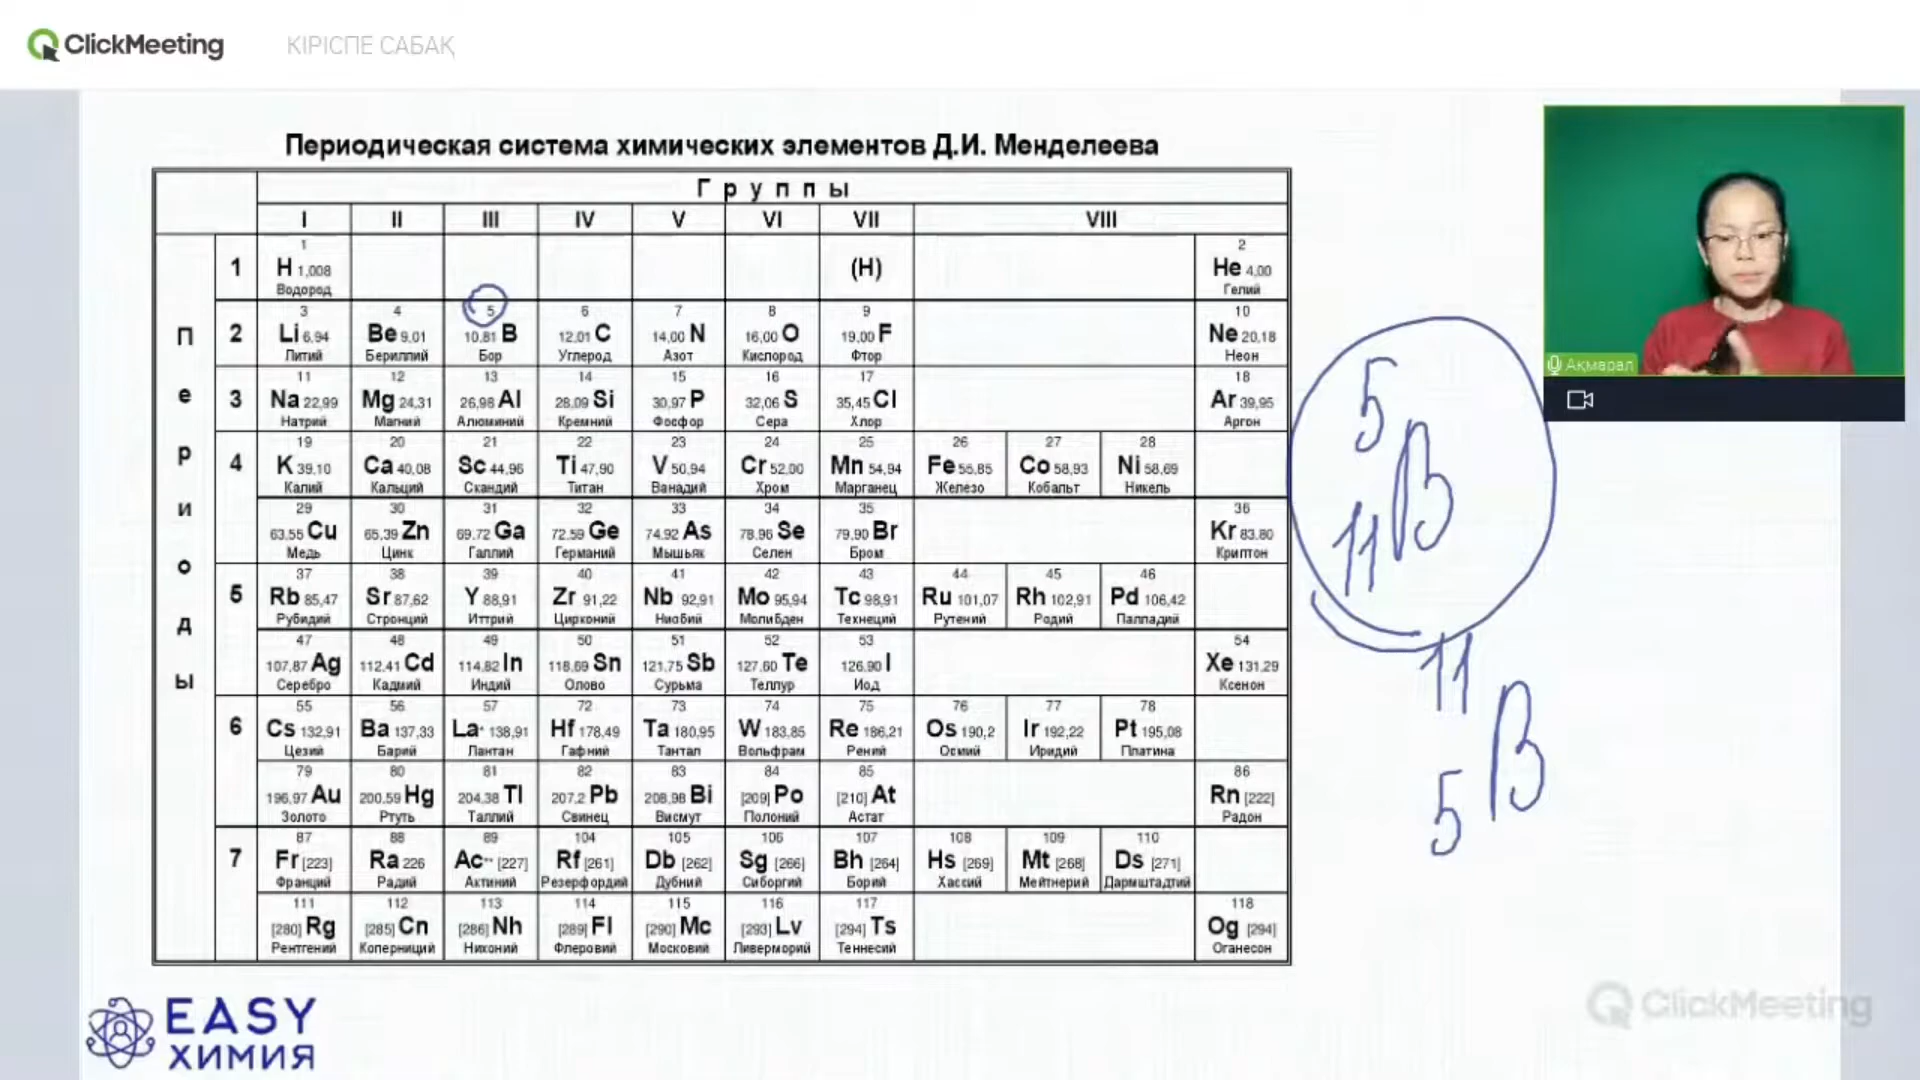 ClickMeeting КІРІСПЕ САБАҚ
Периодическая система химических элементов Д.И. Менделеева
Группы
I II III IV V VI VII VIII
Периоды
1 2
1 H 1,008 (H) He 4,00
Водород Гелий
3 4 5 6 7 8 9 10
2 Li 6,94 Be 9,01 10,81 B 12,01 C 14,00 N 16,00 O 19,00 F Ne 20,18
Литий Бериллий Бор Углерод Азот Кислород Фтор Неон
11 12 13 14 15 16 17 18
3 Na 22,99 Mg 24,31 26,98 Al 28,09 Si 30,97 P 32,06 S 35,45 Cl Ar 39,95
Натрий Магний Алюминий Кремний Фосфор Сера Хлор Аргон
19 20 21 22 23 24 25 26 27 28
4 K 39,10 Ca 40,08 Sc 44,96 Ti 47,90 V 50,94 Cr 52,00 Mn 54,94 Fe 55,85 Co 58,93 Ni 58,69
Калий Кальций Скандий Титан Ванадий Хром Марганец Железо Кобальт Никель
29 30 31 32 33 34 35 36
63,55 Cu 65,39 Zn 69,72 Ga 72,59 Ge 74,92 As 78,96 Se 79,90 Br Kr 83,80
Медь Цинк Галлий Германий Мышьяк Селен Бром Криптон
37 38 39 40 41 42 43 44 45 46
5 Rb 85,47 Sr 87,62 Y 88,91 Zr 91,22 Nb 92,91 Mo 95,94 Tc 98,91 Ru 101,07 Rh 102,91 Pd 106,42
Рубидий Стронций Иттрий Цирконий Ниобий Молибден Технеций Рутений Родий Палладий
47 48 49 50 51 52 53 54
107,87 Ag 112,41 Cd 114,82 In 118,69 Sn 121,75 Sb 127,60 Te 126,90 I Xe 131,29
Серебро Кадмий Индий Олово Сурьма Теллур Иод Ксенон
55 56 57 72 73 74 75 76 77 78
6 Cs 132,91 Ba 137,33 La* 138,91 Hf 178,49 Ta 180,95 W 183,85 Re 186,21 Os 190,2 Ir 192,22 Pt 195,08
Цезий Барий Лантан Гафний Тантал Вольфрам Рений Осмий Иридий Платина
79 80 81 82 83 84 85 86
196,97 Au 200,59 Hg 204,38 Tl 207,2 Pb 208,98 Bi [209] Po [210] At Rn [222]
Золото Ртуть Таллий Свинец Висмут Полоний Астат Радон
87 88 89 104 105 106 107 108 109 110
7 Fr [223] Ra 226 Ac** [227] Rf [261] Db [262] Sg [266] Bh [264] Hs [269] Mt [268] Ds [271]
Франций Радий Актиний Резерфордий Дубний Сиборгий Борий Хассий Мейтнерий Дармштадтий
111 112 113 114 115 116 117 118
[280] Rg [285] Cn [286] Nh [289] Fl [290] Mc [293] Lv [294] Ts Og [294]
Рентгений Коперниций Нихоний Флеровий Московий Ливерморий Теннесий Оганесон
Ақмарал
5
B
11
11
B
5
EASY
ХИМИЯ
ClickMeeting